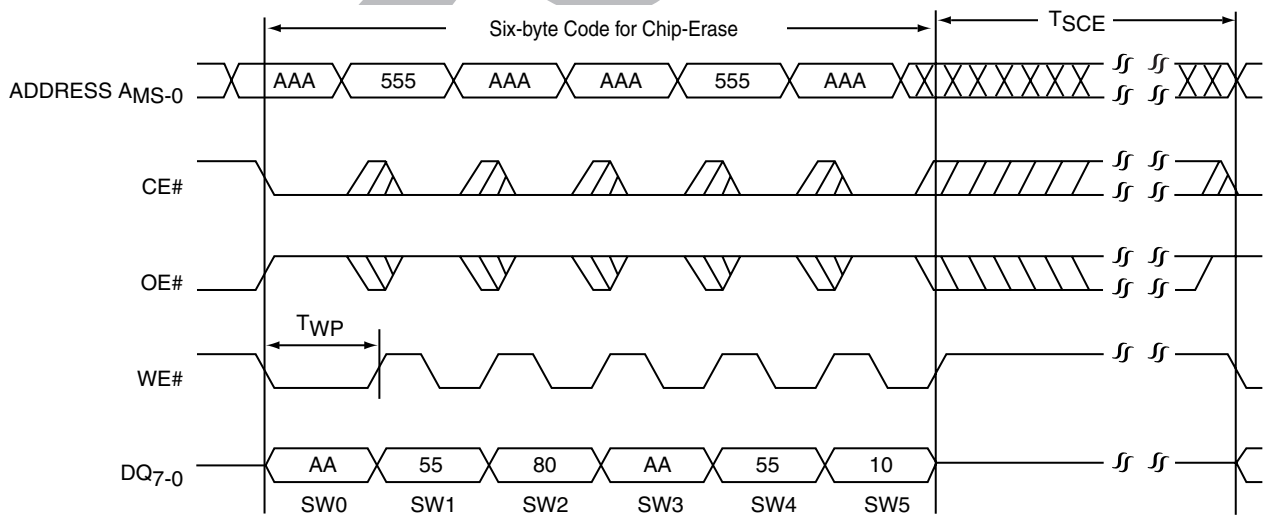 Six-byte Code for Chip-Erase TSCE
ADDRESS AMS-0 AAA 555 AAA AAA 555 AAA
CE#
OE#
TWP
WE#
DQ7-0 AA 55 80 AA 55 10
SW0 SW1 SW2 SW3 SW4 SW5